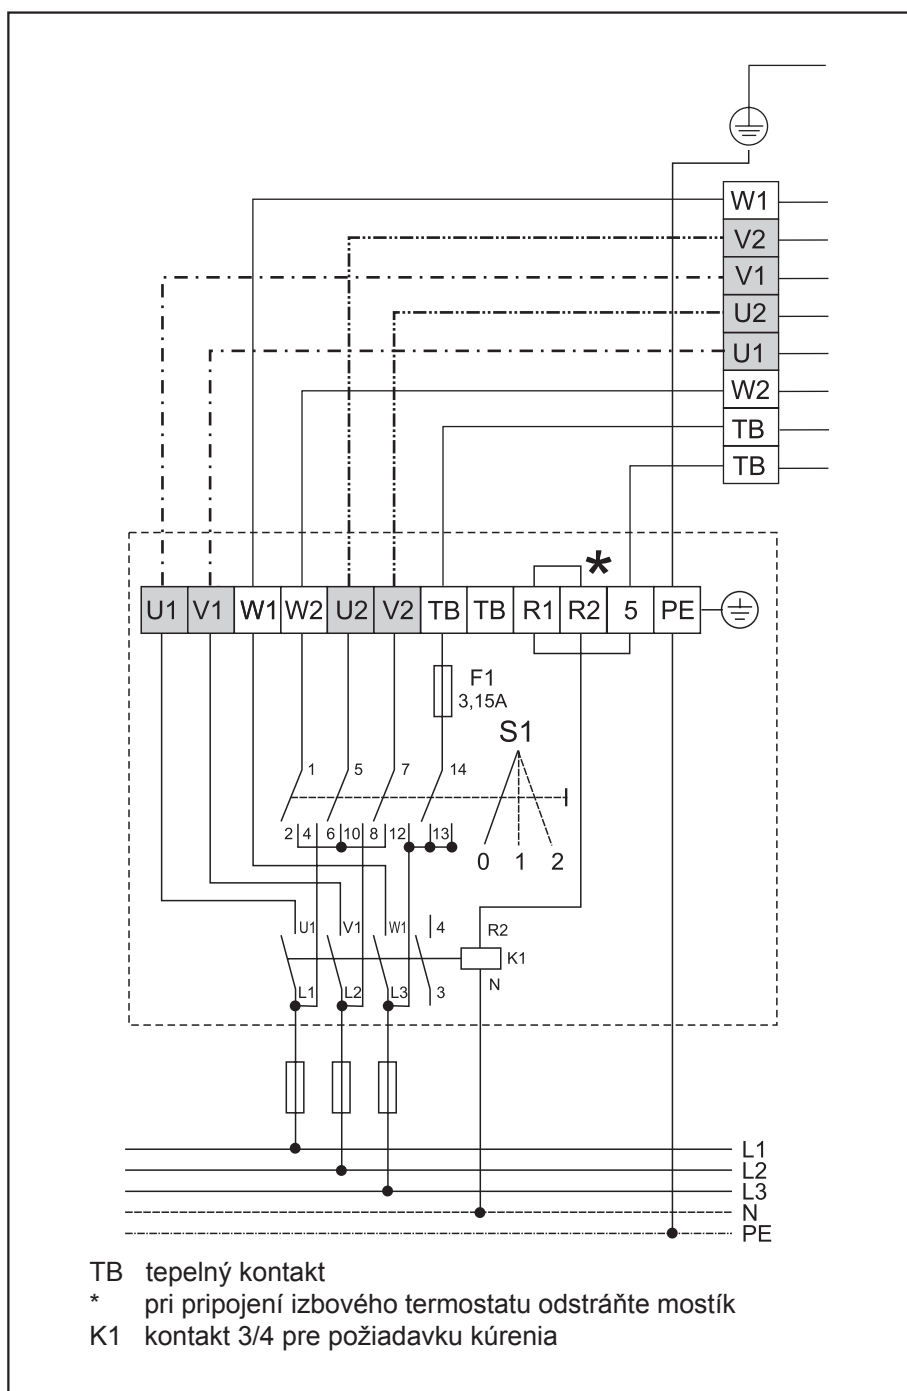 W1
V2
V1
U2
U1
W2
TB
TB
*
U1 V1 W1 W2 U2 V2 TB TB R1 R2 5 PE
F1
3,15A
S1
1 5 7 14
2 4 6 10 8 12 13
0 1 2
U1 V1 W1 4 R2
K1
L1 L2 L3 3 N
L1
L2
L3
N
PE
TB tepelný kontakt
* pri pripojení izbového termostatu odstráňte mostík
K1 kontakt 3/4 pre požiadavku kúrenia